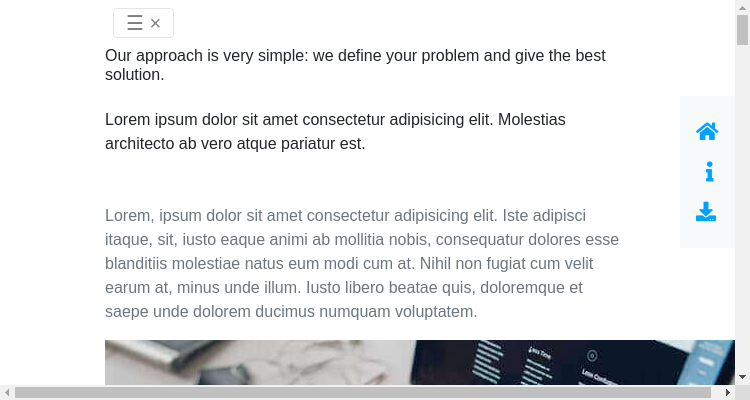 ☰ ×
Our approach is very simple: we define your problem and give the best
solution.
Lorem ipsum dolor sit amet consectetur adipisicing elit. Molestias
architecto ab vero atque pariatur est.
Lorem, ipsum dolor sit amet consectetur adipisicing elit. Iste adipisci
itaque, sit, iusto eaque animi ab mollitia nobis, consequatur dolores esse
blanditiis molestiae natus eum modi cum at. Nihil non fugiat cum velit
earum at, minus unde illum. Iusto libero beatae quis, doloremque et
saepe unde dolorem ducimus numquam voluptatem.
Less Time